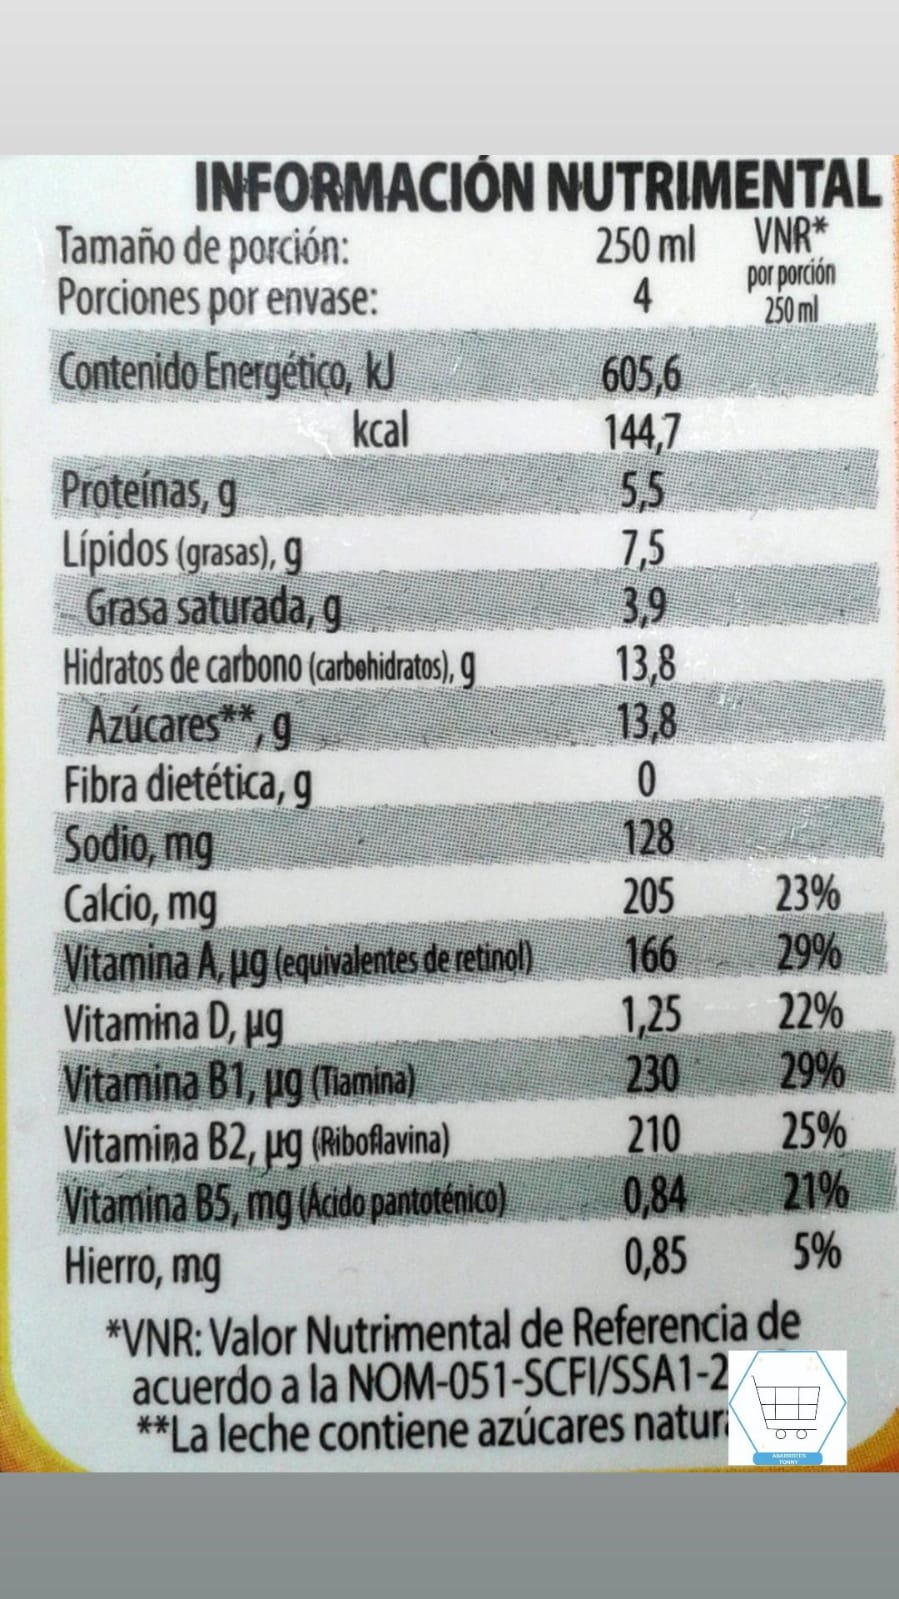 INFORMACIÓN NUTRIMENTAL
Tamaño de porción: 250 ml VNR*
por porción
Porciones por envase: 4 250 ml
Contenido Energético, kJ 605,6
kcal 144,7
Proteínas, g 5,5
Lípidos (grasas), g 7,5
Grasa saturada, g 3,9
Hidratos de carbono (carbohidratos), g 13,8
Azúcares**, g 13,8
Fibra dietética, g 0
Sodio, mg 128
Calcio, mg 205 23%
Vitamina A, µg (equivalentes de retinol) 166 29%
Vitamina D, µg 1,25 22%
Vitamina B1, µg (Tiamina) 230 29%
Vitamina B2, µg (Riboflavina) 210 25%
Vitamina B5, mg (Ácido pantoténico) 0,84 21%
Hierro, mg 0,85 5%
*VNR: Valor Nutrimental de Referencia de
acuerdo a la NOM-051-SCFI/SSA1-2
**La leche contiene azúcares natur
ABARROTES
TONNY